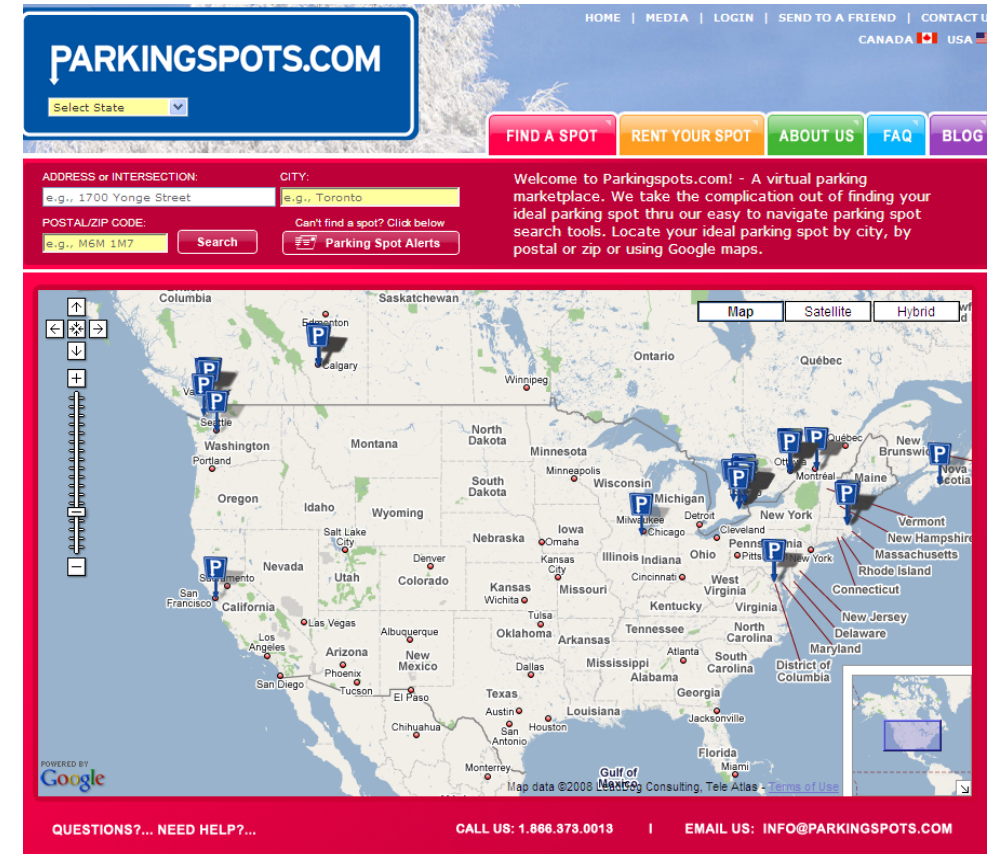 HOME | MEDIA | LOGIN | SEND TO A FRIEND | CONTACT U
CANADA USA
PARKINGSPOTS.COM
Select State
FIND A SPOT RENT YOUR SPOT ABOUT US FAQ BLOG
ADDRESS or INTERSECTION: CITY:
e.g., 1700 Yonge Street e.g., Toronto
POSTAL/ZIP CODE: Can't find a spot? Click below
e.g., M6M 1M7 Search Parking Spot Alerts
Welcome to Parkingspots.com! - A virtual parking
marketplace. We take the complication out of finding your
ideal parking spot thru our easy to navigate parking spot
search tools. Locate your ideal parking spot by city, by
postal or zip or using Google maps.
Map Satellite Hybrid
Columbia Saskatchewan
Edmonton
Calgary
Ontario
Québec
Winnipeg
Seattle
Washington
Portland
Montana
North
Dakota
Minnesota
Minneapolis
Québec
New
Brunswic
Montréal
Maine
Nova
Scotia
Oregon
Idaho
Wyoming
South
Dakota
Wisconsin
Michigan
Milwaukee
Detroit
New York
Vermont
New Hampshire
Massachusetts
Rhode Island
Connecticut
New Jersey
Delaware
Maryland
District of
Columbia
Salt Lake
City
Nebraska
Iowa
Omaha
Chicago
Cleveland
Nevada
Utah
Denver
Colorado
Kansas
City
Illinois Indiana Ohio
New York
Sacramento
San
Francisco
California
Kansas
Wichita
Missouri
Cincinnati
West
Virginia
Kentucky
Virginia
Las Vegas
Los
Angeles
Albuquerque
Tulsa
Oklahoma
Arkansas
Tennessee
North
Carolina
Arizona
Phoenix
New
Mexico
Dallas
Mississippi
Atlanta
South
Carolina
Alabama
San Diego
Tucson
El Paso
Texas
Georgia
Austin
Louisiana
Jacksonville
Chihuahua
San
Antonio
Houston
Florida
Monterrey
Gulf of
Mexico
Miami
POWERED BY
Google
Map data ©2008 LeadDog Consulting, Tele Atlas - Terms of Use
QUESTIONS?... NEED HELP?... CALL US: 1.866.373.0013 | EMAIL US: INFO@PARKINGSPOTS.COM